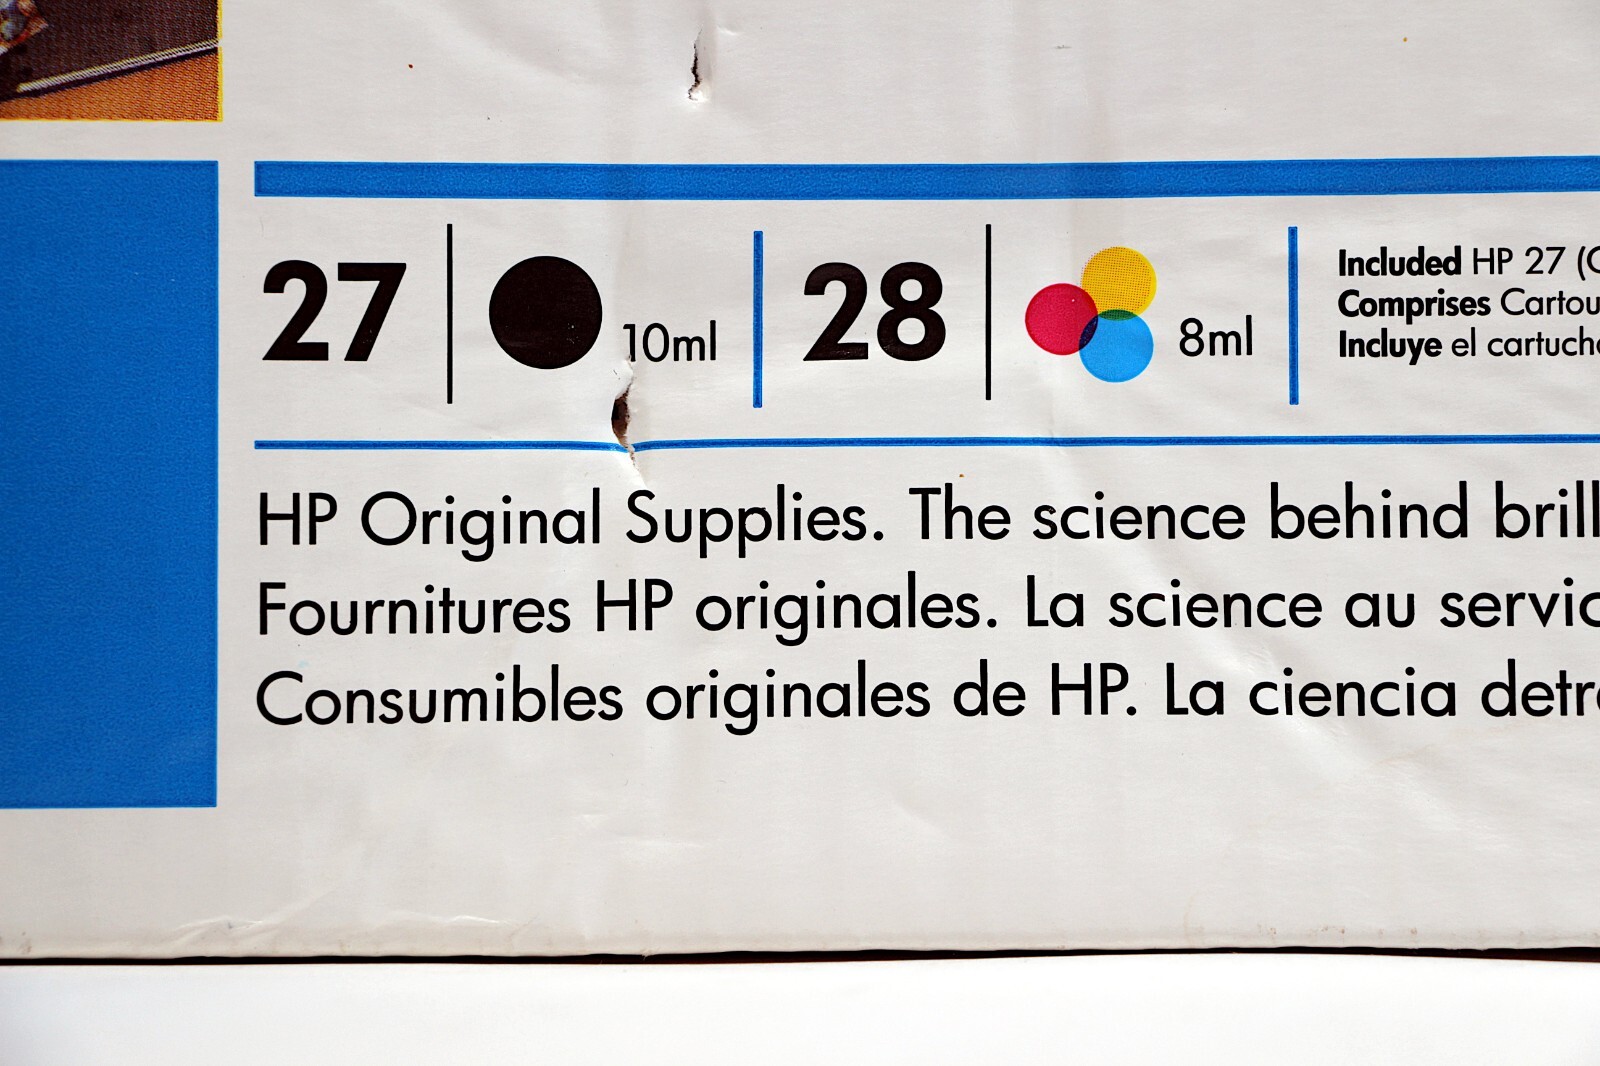 27 10ml 28 8ml
Included HP 27 (
Comprises
Incluye el
HP Original Supplies. The science behind
Fournitures HP originales. La science au
Consumibles originales de HP. La ciencia